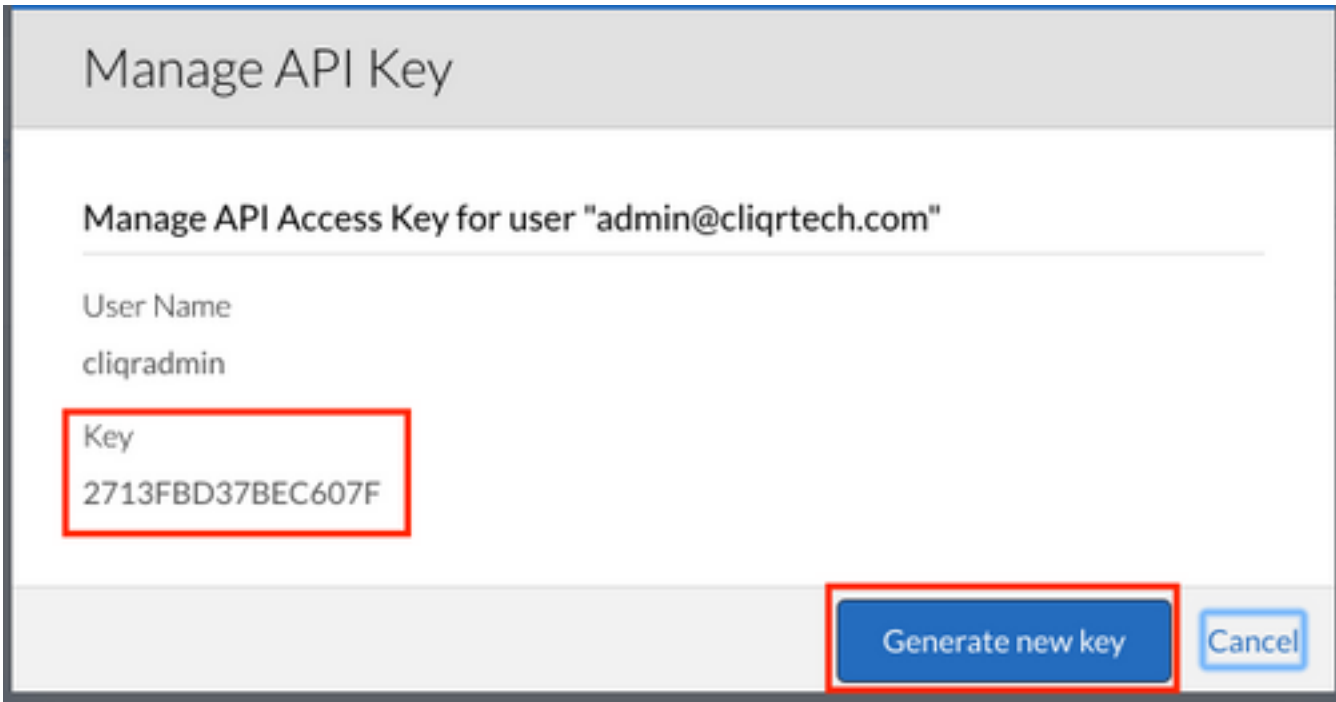 Manage API Key
Manage API Access Key for user "admin@cliqrtech.com"
User Name
cliqradmin
Key
2713FBD37BEC607F
Generate new key
Cancel